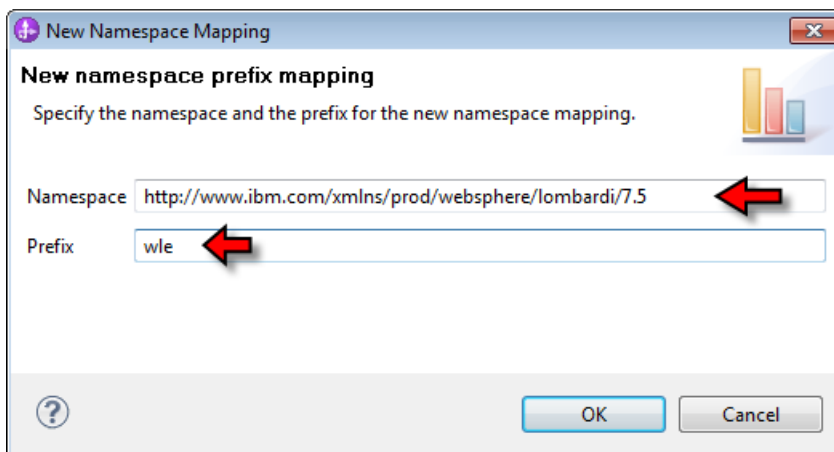 New Namespace Mapping
New namespace prefix mapping
Specify the namespace and the prefix for the new namespace mapping.
Namespace http://www.ibm.com/xmlns/prod/websphere/lombardi/7.5
Prefix wle
? OK Cancel